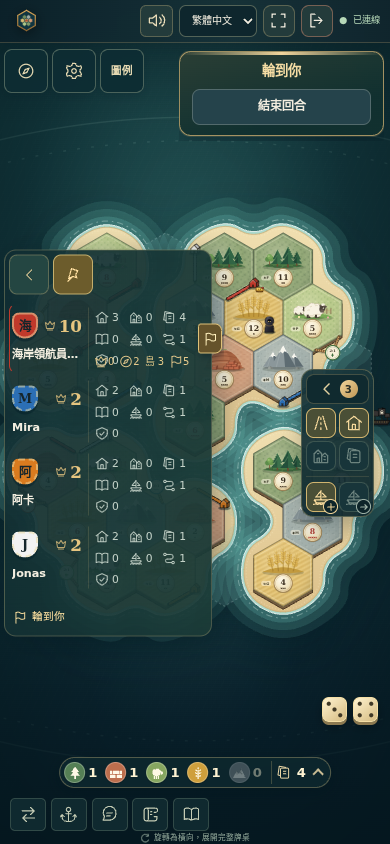 繁體中文
已連線
圖例
輪到你
結束回合
9
11
12
5
5
10
9
8
4
海
10
海岸領航員…
3 0 4
0 0 1
0 2 3 5
M
2
Mira
2 0 1
0 0 1
0
阿
2
阿卡
2 0 1
0 0 1
0
J
2
Jonas
2 0 1
0 0 1
0
輪到你
3
1 1 1 1 0 4
旋轉為橫向，展開完整牌桌